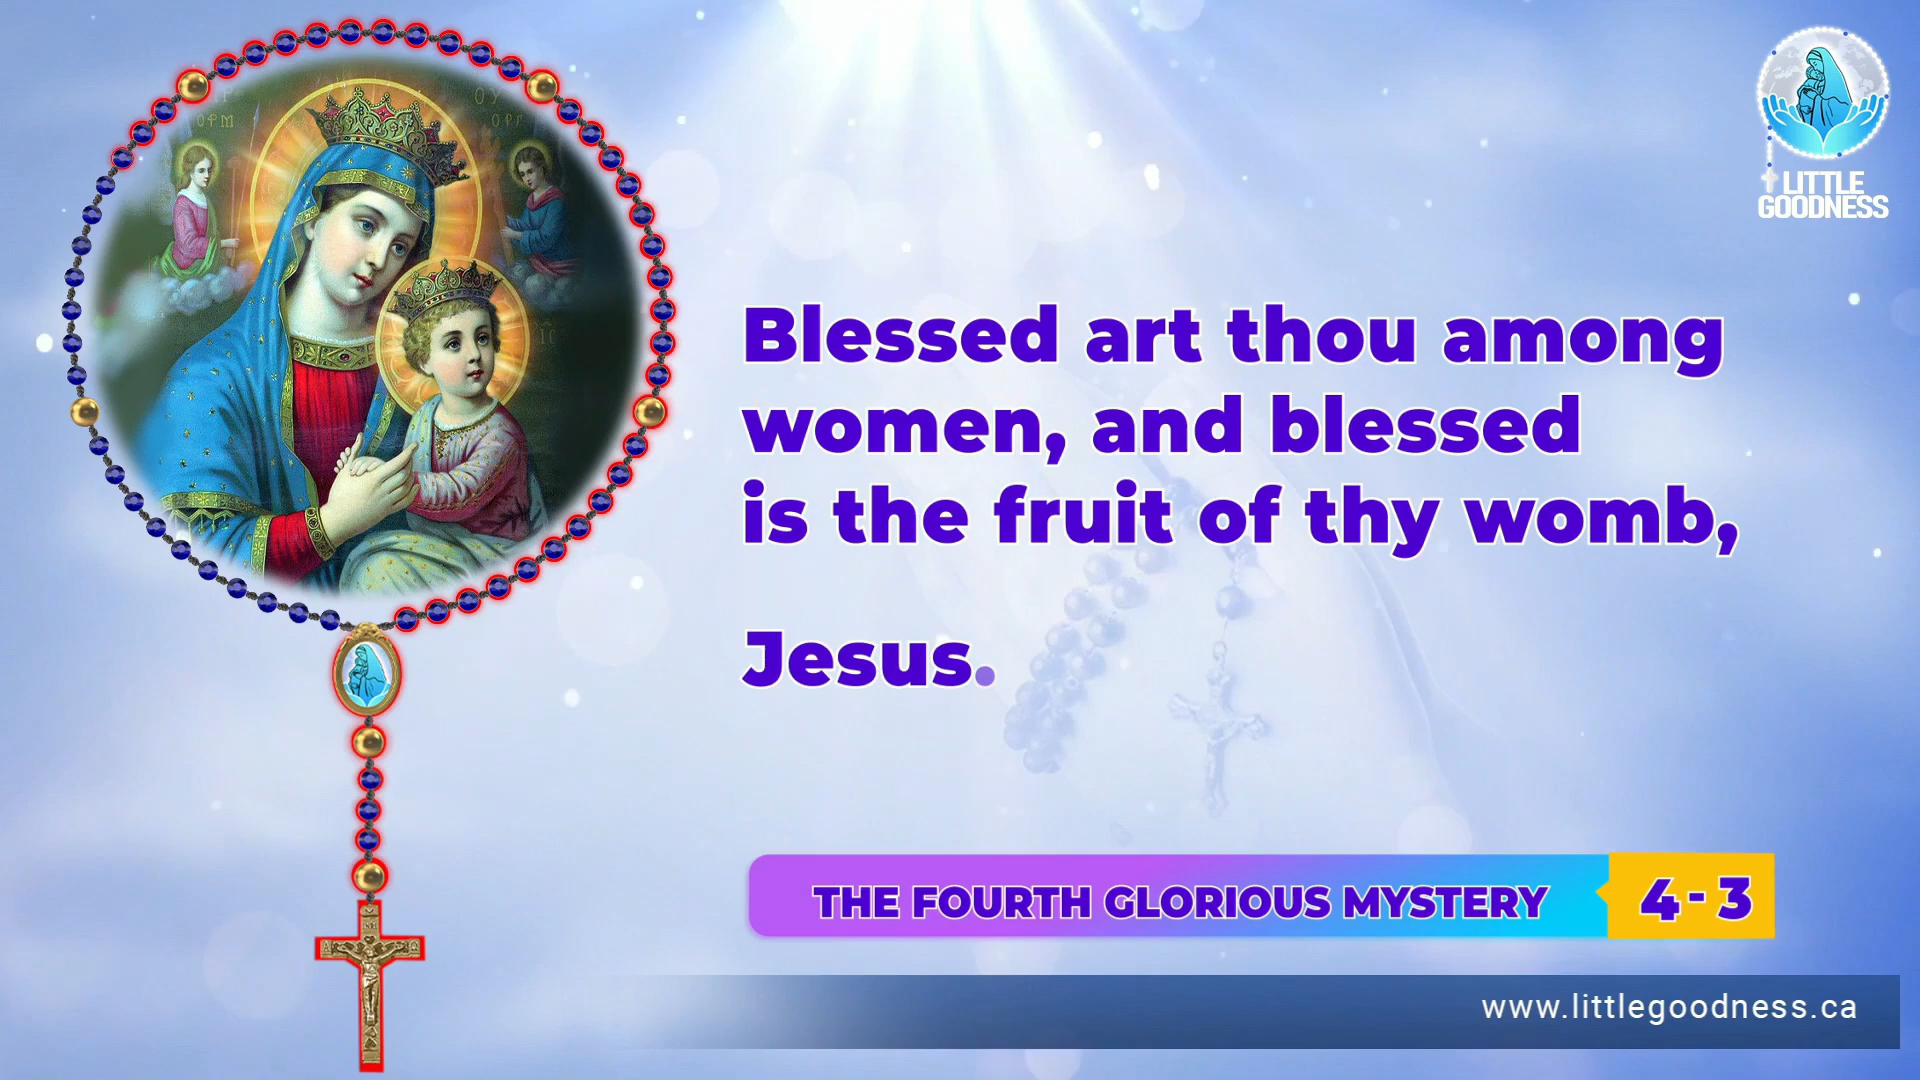 LITTLE
GOODNESS
Blessed art thou among
women, and blessed
is the fruit of thy womb,
Jesus.
THE FOURTH GLORIOUS MYSTERY 4-3
www.littlegoodness.ca